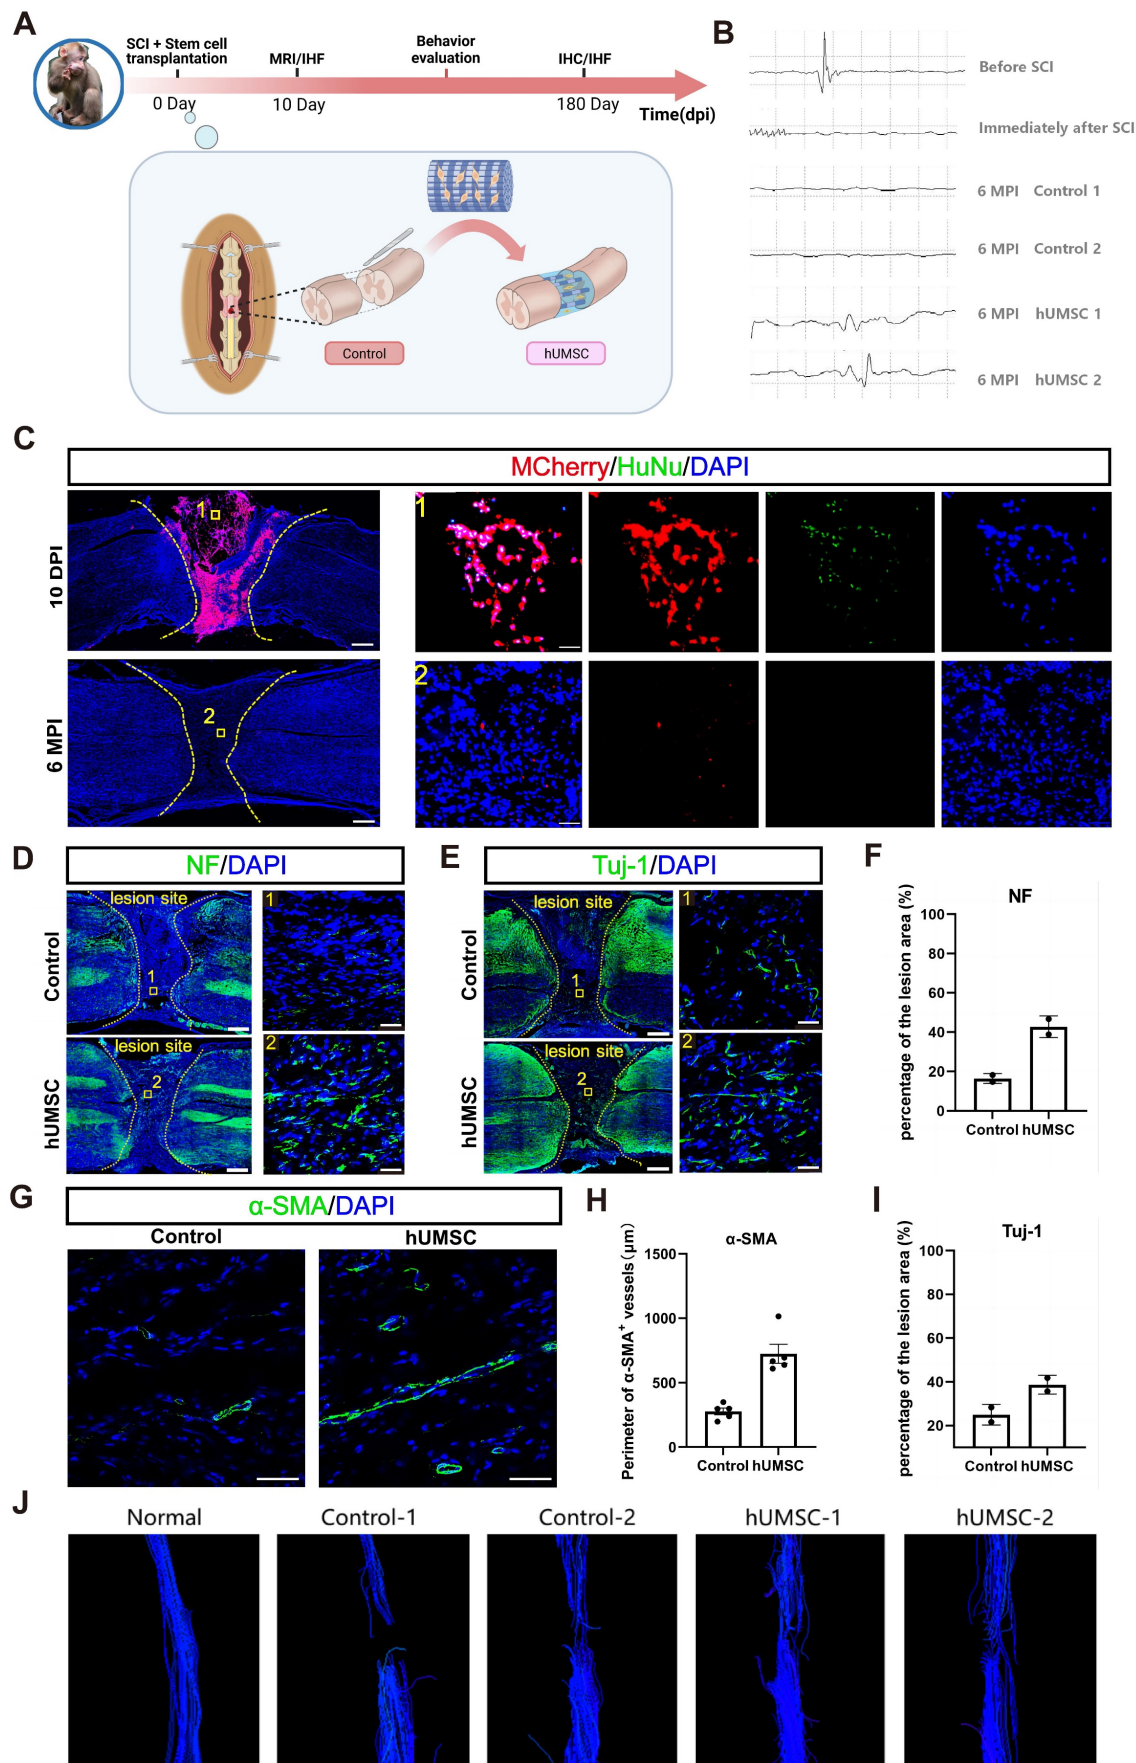 A
SCI + Stem cell
transplantation
MRI/IHF
Behavior
evaluation
IHC/IHF
0 Day
10 Day
180 Day
Time(dpi)
Control
hUMSC
B
Before SCI
Immediately after SCI
6 MPI Control 1
6 MPI Control 2
6 MPI hUMSC 1
6 MPI hUMSC 2
C
MCherry/HuNu/DAPI
10 DPI
1
1
6 MPI
2
2
D
NF/DAPI
Control
lesion site
1
1
hUMSC
lesion site
2
2
E
Tuj-1/DAPI
Control
lesion site
1
1
hUMSC
lesion site
2
2
F
NF
percentage of the lesion area (%)
100
80
60
40
20
0
Control hUMSC
G
α-SMA/DAPI
Control
hUMSC
H
α-SMA
Perimeter of α-SMA⁺ vessels (μm)
1500
1000
500
0
Control hUMSC
I
Tuj-1
percentage of the lesion area (%)
100
80
60
40
20
Control hUMSC
J
Normal
Control-1
Control-2
hUMSC-1
hUMSC-2